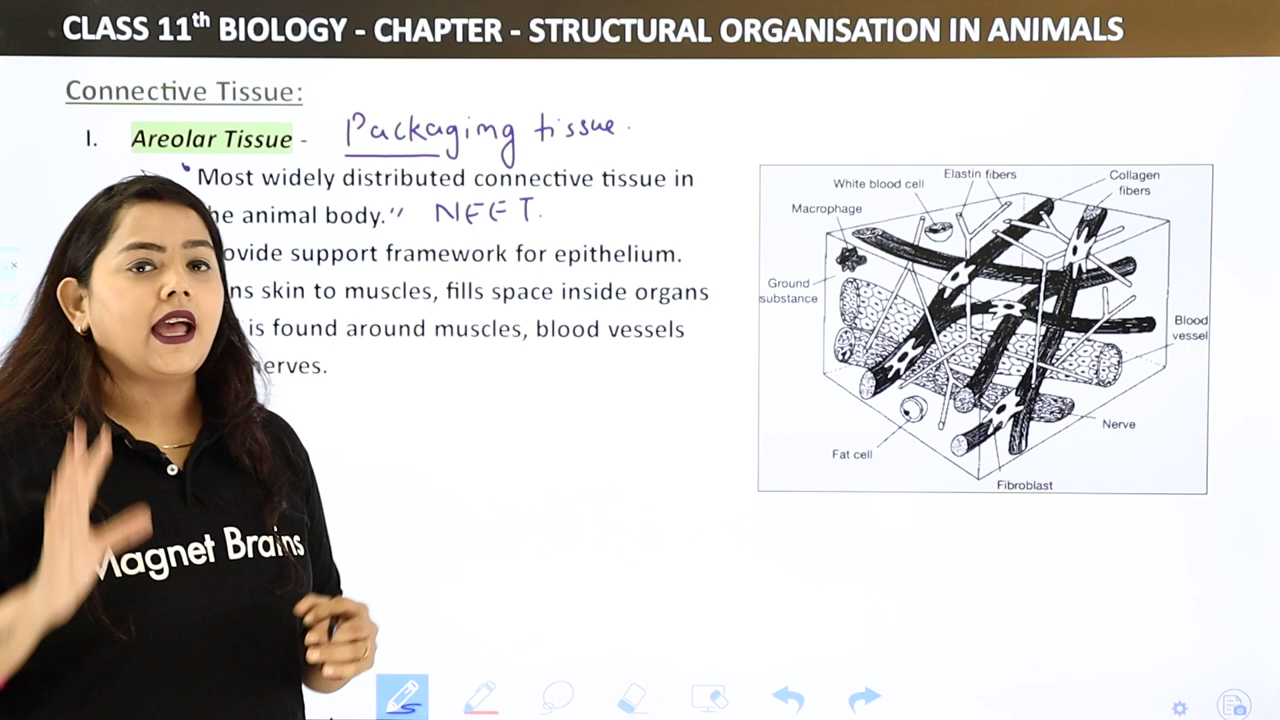 CLASS 11th BIOLOGY - CHAPTER - STRUCTURAL ORGANISATION IN ANIMALS
Connective Tissue:
I. Areolar Tissue - Packaging tissue.
"Most widely distributed connective tissue in
he animal body." NEET.
ovide support framework for epithelium.
ns skin to muscles, fills space inside organs
is found around muscles, blood vessels
erves.
Elastin fibers
Collagen
fibers
White blood cell
Macrophage
Ground
substance
Blood
vessel
Nerve
Fat cell
Fibroblast
Magnet Brains